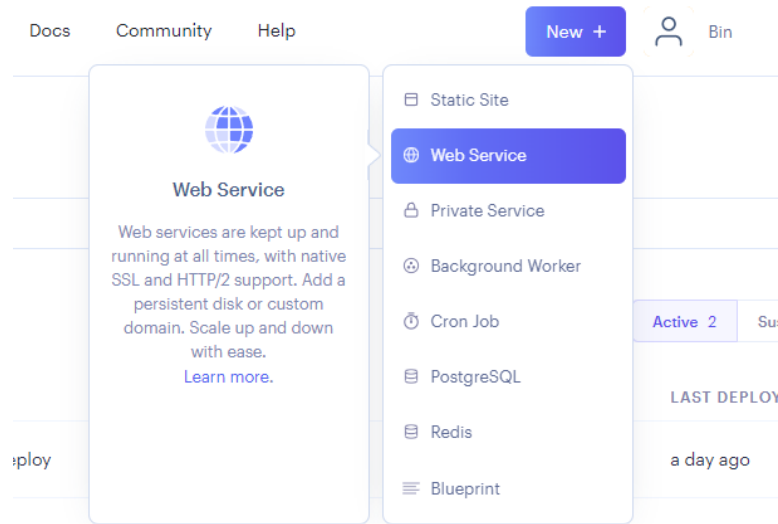 Docs Community Help New + Bin
Web Service
Web services are kept up and
running at all times, with native
SSL and HTTP/2 support. Add a
persistent disk or custom
domain. Scale up and down
with ease.
Learn more.
Static Site
Web Service
Private Service
Background Worker
Cron Job
PostgreSQL
Redis
Blueprint
Active 2
LAST DEPLOY
a day ago